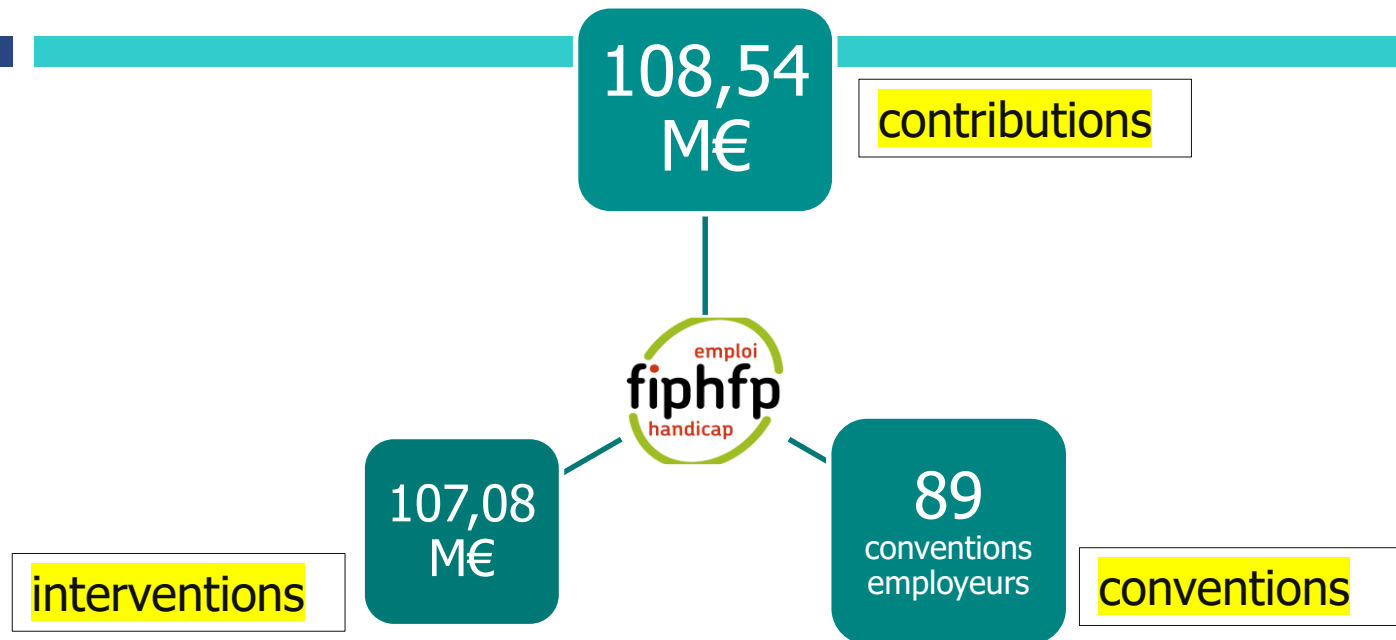 108,54
M€
contributions
emploi
fiphfp
handicap
107,08
M€
interventions
89
conventions
employeurs
conventions